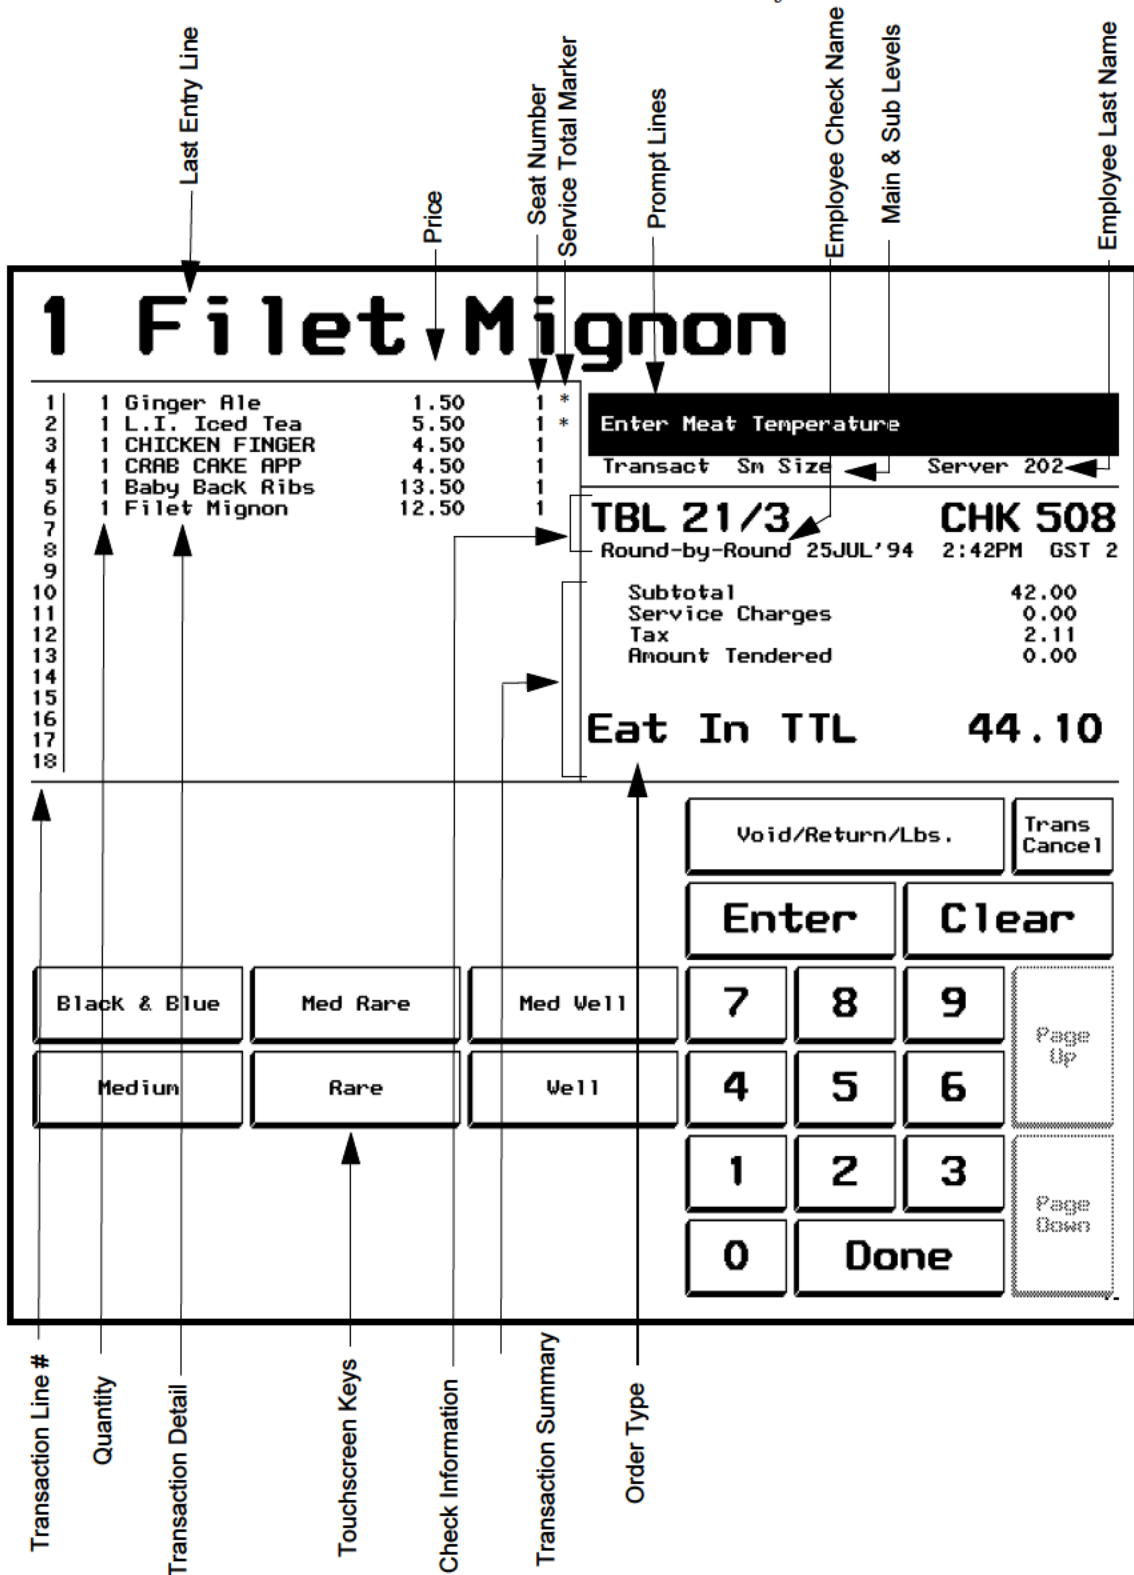 Last Entry Line
Price
Seat Number
Service Total Marker
Prompt Lines
Employee Check Name
Main & Sub Levels
Employee Last Name
1 Filet Mignon
1 1 Ginger Ale 1.50 1 *
2 1 L.I. Iced Tea 5.50 1 *
3 1 CHICKEN FINGER 4.50 1
4 1 CRAB CAKE APP 4.50 1
5 1 Baby Back Ribs 13.50 1
6 1 Filet Mignon 12.50 1
7
8
9
10
11
12
13
14
15
16
17
18
Enter Meat Temperature
Transact Sm Size Server 202
TBL 21/3 CHK 508
Round-by-Round 25JUL'94 2:42PM GST 2
Subtotal 42.00
Service Charges 0.00
Tax 2.11
Amount Tendered 0.00
Eat In TTL 44.10
Void/Return/Lbs.
Trans
Cancel
Enter
Clear
Black & Blue
Med Rare
Med Well
7
8
9
Page
Up
Medium
Rare
Well
4
5
6
1
2
3
Page
Down
0
Done
Transaction Line #
Quantity
Transaction Detail
Touchscreen Keys
Check Information
Transaction Summary
Order Type